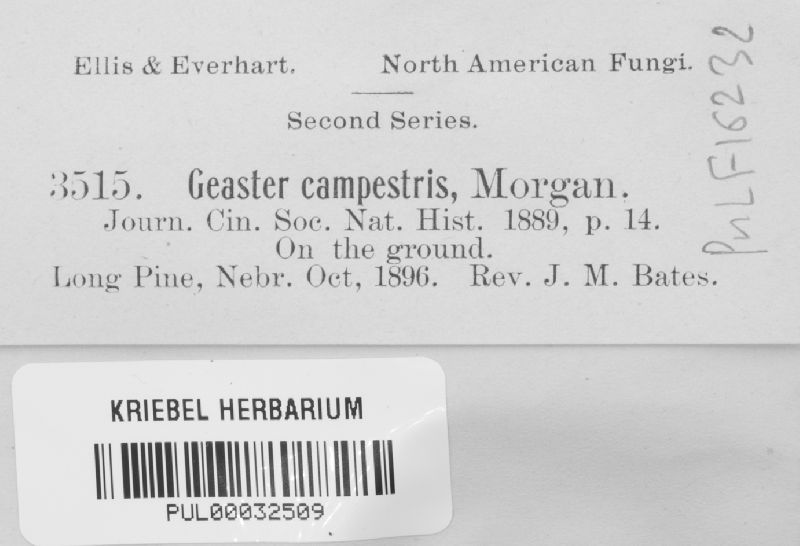 Ellis & Everhart. North American Fungi.
Second Series.
3515. Geaster campestris, Morgan.
Journ. Cin. Soc. Nat. Hist. 1889, p. 14.
On the ground.
Long Pine, Nebr. Oct, 1896. Rev. J. M. Bates.
PuLF16232
KRIEBEL HERBARIUM
PUL00032509